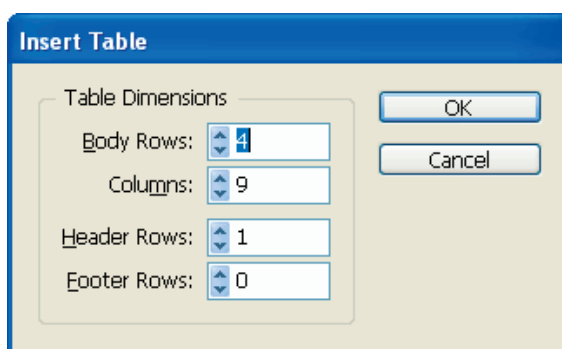 Insert Table
Table Dimensions
OK
Body Rows: 4
Cancel
Columns: 9
Header Rows: 1
Footer Rows: 0